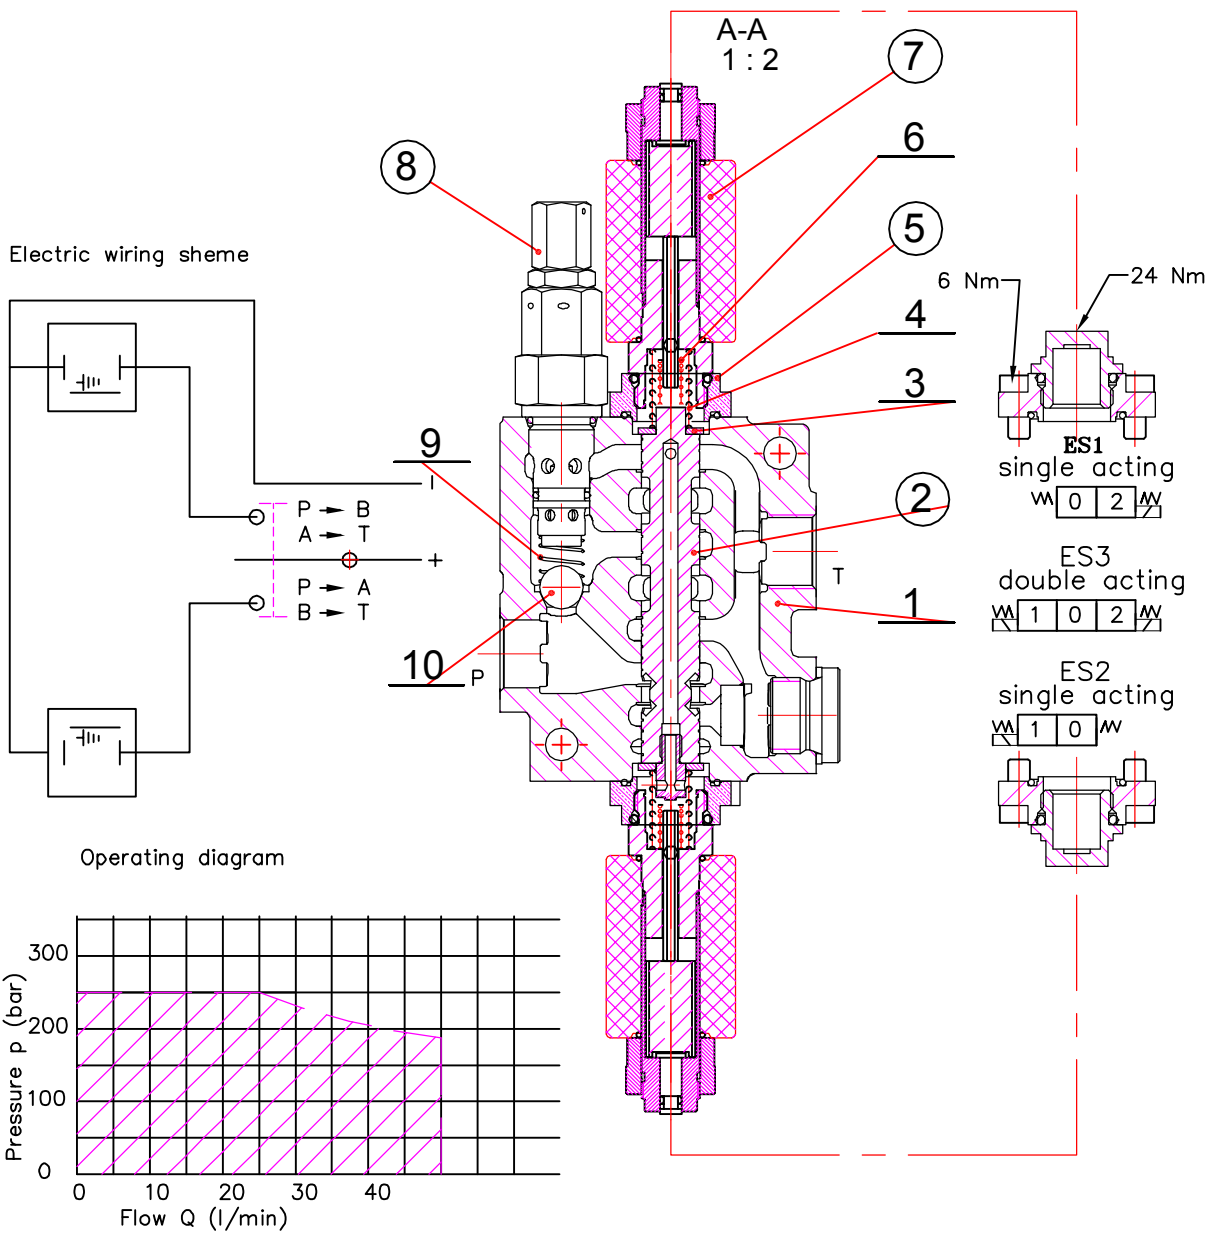 A-A
1 : 2
7
6
8
5
Electric wiring sheme
6 Nm
24 Nm
4
3
9
ES1
single acting
0 2
2
P → B
A → T
-
+
P → A
B → T
T
ES3
double acting
1 0 2
1
10
P
ES2
single acting
1 0
Operating diagram
300
200
100
0
Pressure p (bar)
0 10 20 30 40
Flow Q (l/min)